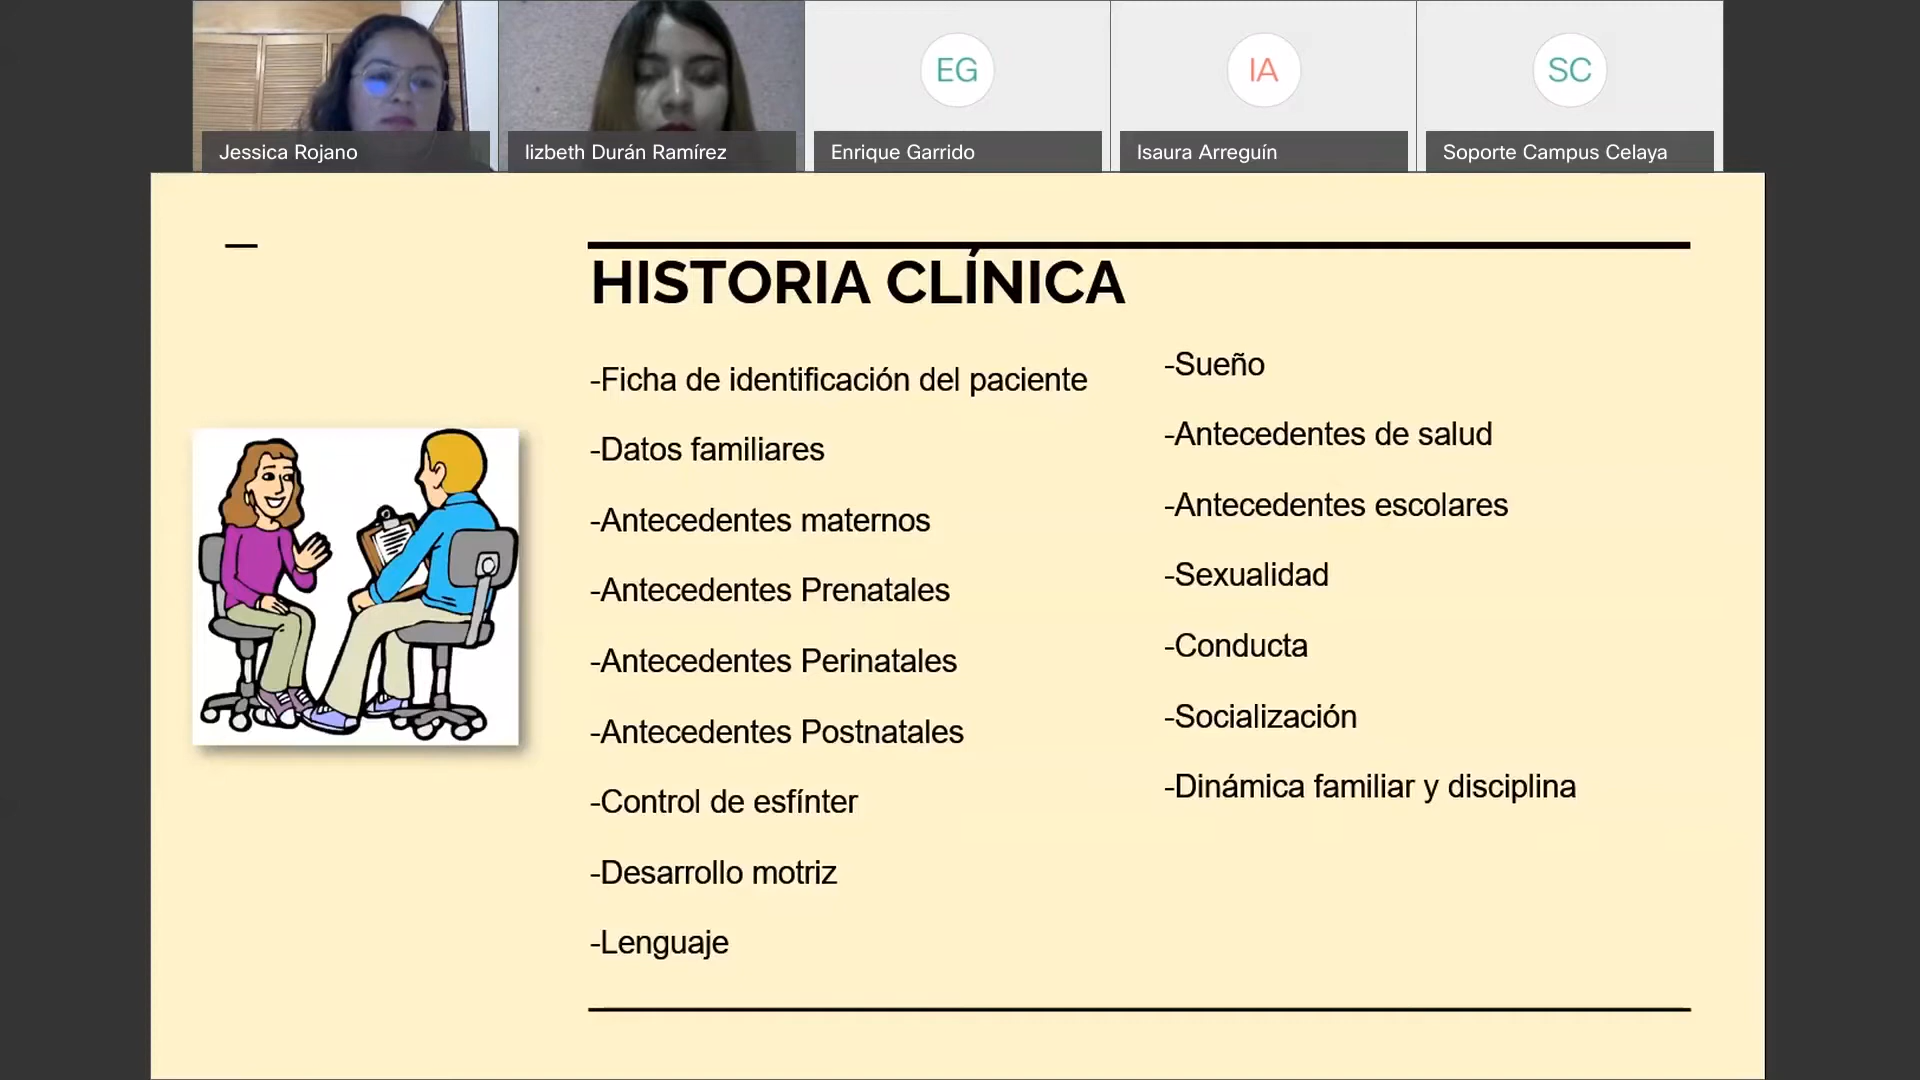 EG
IA
SC
Jessica Rojano
lizbeth Durán Ramírez
Enrique Garrido
Isaura Arreguín
Soporte Campus Celaya
HISTORIA CLÍNICA
-Ficha de identificación del paciente
-Datos familiares
-Antecedentes maternos
-Antecedentes Prenatales
-Antecedentes Perinatales
-Antecedentes Postnatales
-Control de esfínter
-Desarrollo motriz
-Lenguaje
-Sueño
-Antecedentes de salud
-Antecedentes escolares
-Sexualidad
-Conducta
-Socialización
-Dinámica familiar y disciplina